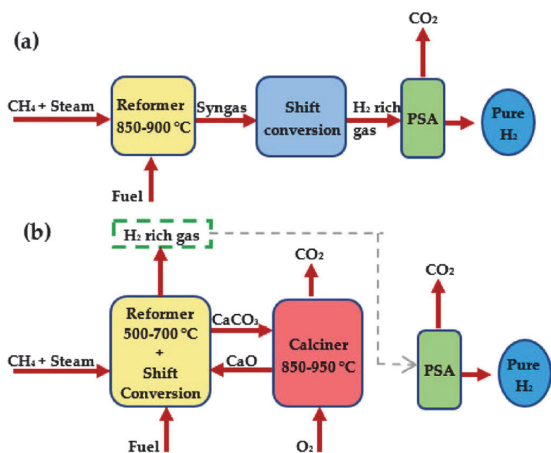 (a)
CO₂
CH₄ + Steam
Reformer
850-900 °C
Syngas
Shift
conversion
H₂ rich
gas
PSA
Pure
H₂
Fuel
(b)
H₂ rich gas
CO₂
CO₂
Reformer
500-700 °C
+
Shift
Conversion
CaCO₃
CaO
Calciner
850-950 °C
CH₄ + Steam
PSA
Pure
H₂
Fuel
O₂